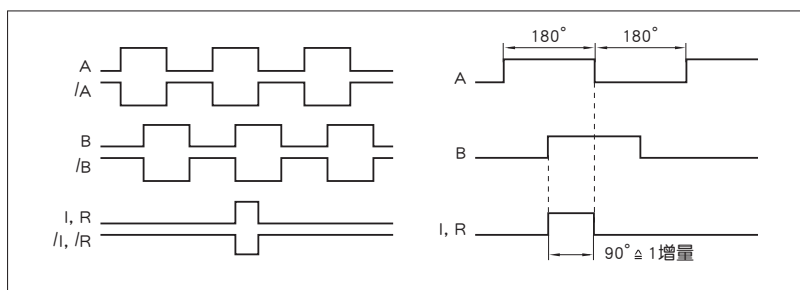 A
/A
B
/B
I, R
/I, /R
180° 180°
A
B
I, R
90° ≙ 1增量